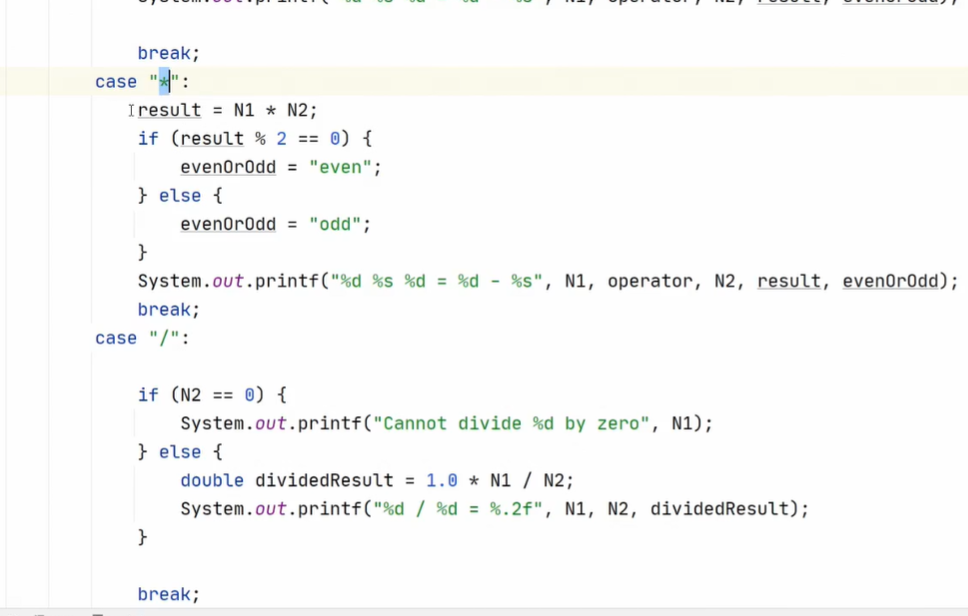 break;
case "*":
result = N1 * N2;
if (result % 2 == 0) {
evenOrOdd = "even";
} else {
evenOrOdd = "odd";
}
System.out.printf("%d %s %d = %d - %s", N1, operator, N2, result, evenOrOdd);
break;
case "/":
if (N2 == 0) {
System.out.printf("Cannot divide %d by zero", N1);
} else {
double dividedResult = 1.0 * N1 / N2;
System.out.printf("%d / %d = %.2f", N1, N2, dividedResult);
}
break;